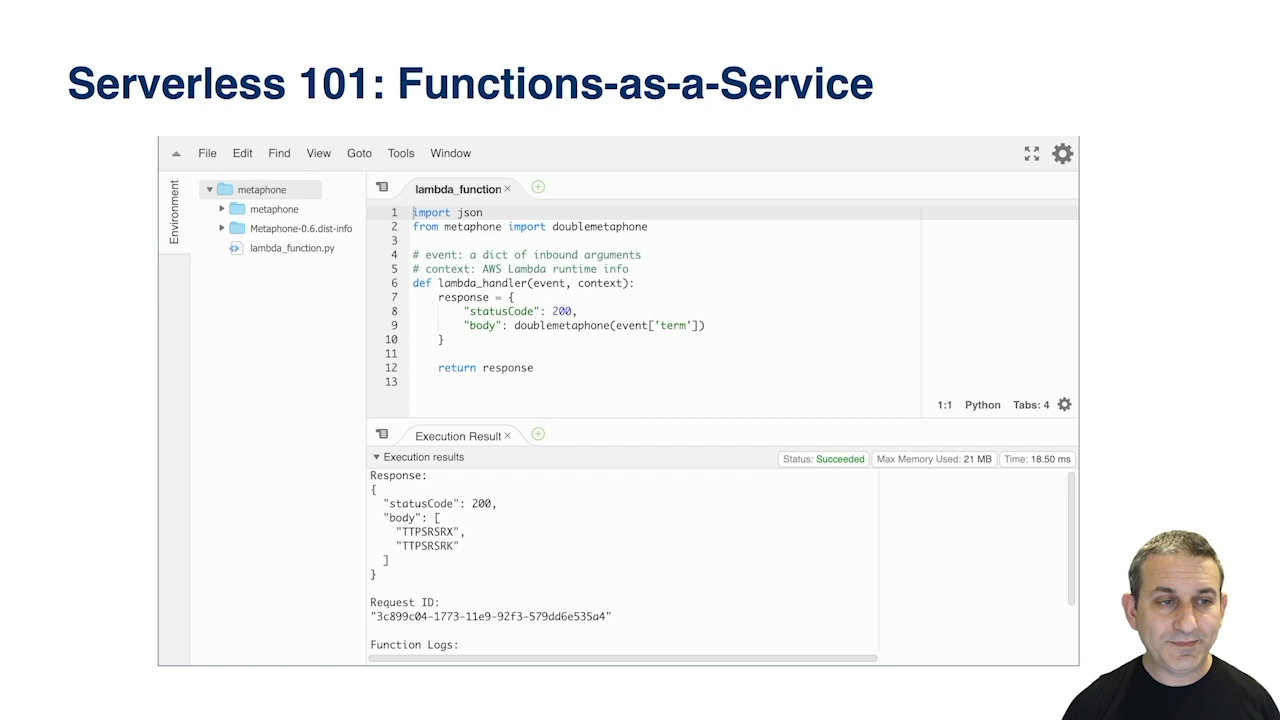 Serverless 101: Functions-as-a-Service
File Edit Find View Goto Tools Window
Environment
metaphone
metaphone
Metaphone-0.6.dist-info
lambda_function.py
lambda_function
1 import json
2 from metaphone import doublemetaphone
3
4 # event: a dict of inbound arguments
5 # context: AWS Lambda runtime info
6 def lambda_handler(event, context):
7 response = {
8 "statusCode": 200,
9 "body": doublemetaphone(event['term'])
10 }
11
12 return response
13
1:1 Python Tabs: 4
Execution Result
Execution results
Status: Succeeded Max Memory Used: 21 MB Time: 18.50 ms
Response:
{
"statusCode": 200,
"body": [
"TTPSRSRX",
"TTPSRSRK"
]
}
Request ID:
"3c899c04-1773-11e9-92f3-579dd6e535a4"
Function Logs: